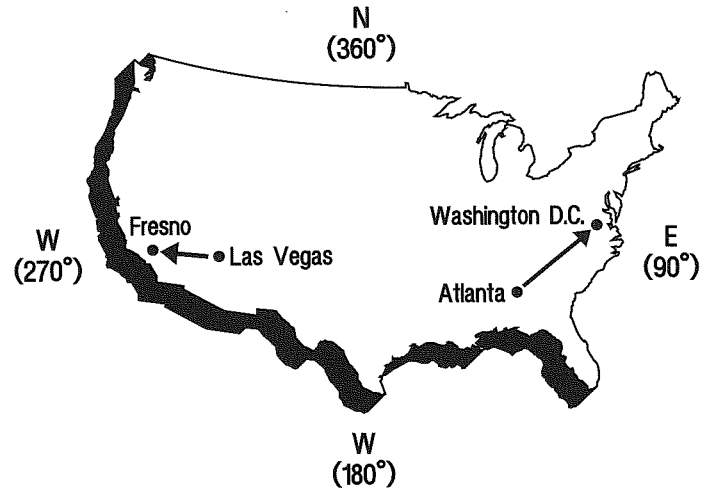 N
(360°)
Washington D.C.
Fresno
W
(270°)
Las Vegas
E
(90°)
Atlanta
W
(180°)